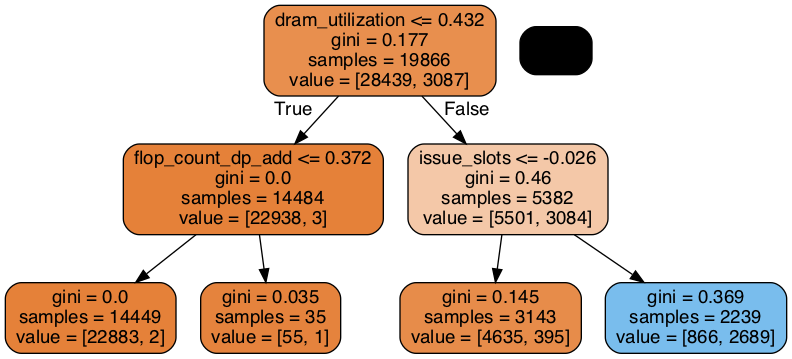 dram_utilization <= 0.432
gini = 0.177
samples = 19866
value = [28439, 3087]
True
False
flop_count_dp_add <= 0.372
gini = 0.0
samples = 14484
value = [22938, 3]
issue_slots <= -0.026
gini = 0.46
samples = 5382
value = [5501, 3084]
gini = 0.0
samples = 14449
value = [22883, 2]
gini = 0.035
samples = 35
value = [55, 1]
gini = 0.145
samples = 3143
value = [4635, 395]
gini = 0.369
samples = 2239
value = [866, 2689]